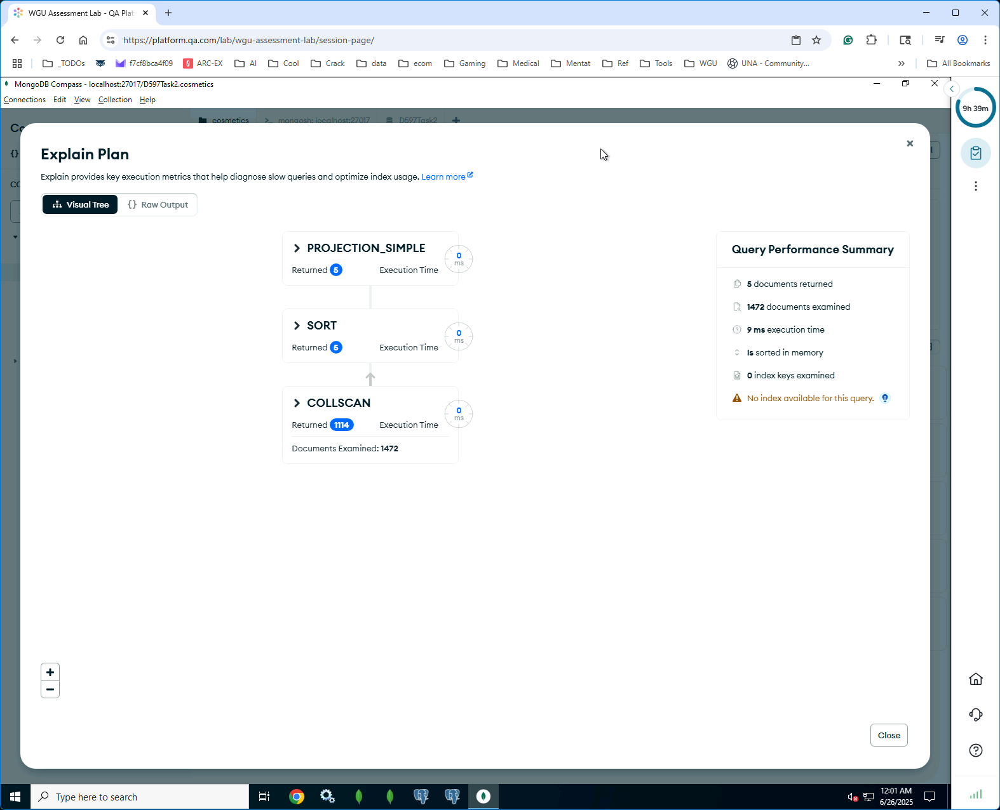 WGU Assessment Lab - QA Plat
https://platform.qa.com/lab/wgu-assessment-lab/session-page/
_TODOs
f7cf8bca4f09
ARC-EX
AI
Cool
Crack
data
ecom
Gaming
Medical
Mentat
Ref
Tools
WGU
UNA - Community...
All Bookmarks
MongoDB Compass - localhost:27017/D597Task2.cosmetics
Connections Edit View Collection Help
9h 39m
cosmetics
mongosh: localhost:27017
D597Task2
Co
{}
CO
Explain Plan
Explain provides key execution metrics that help diagnose slow queries and optimize index usage. Learn more
Visual Tree
{} Raw Output
PROJECTION_SIMPLE
Returned 5 Execution Time 0 ms
SORT
Returned 5 Execution Time 0 ms
COLLSCAN
Returned 1114 Execution Time 0 ms
Documents Examined: 1472
Query Performance Summary
5 documents returned
1472 documents examined
9 ms execution time
Is sorted in memory
0 index keys examined
No index available for this query.
Close
Type here to search
12:01 AM
6/26/2025